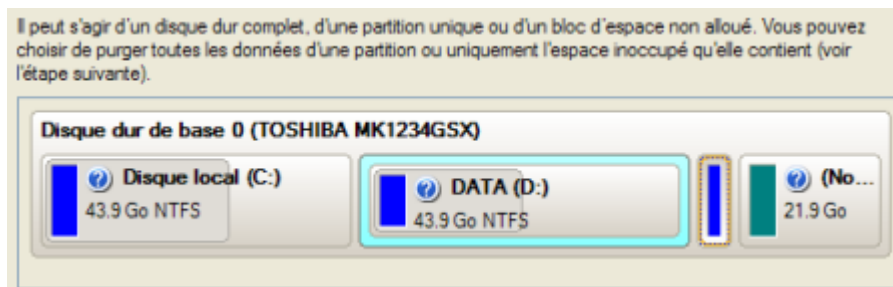 Il peut s'agir d'un disque dur complet, d'une partition unique ou d'un bloc d'espace non alloué. Vous pouvez
choisir de purger toutes les données d'une partition ou uniquement l'espace inoccupé qu'elle contient (voir
l'étape suivante).
Disque dur de base 0 (TOSHIBA MK1234GSX)
Disque local (C:)
43.9 Go NTFS
DATA (D:)
43.9 Go NTFS
(No...
21.9 Go